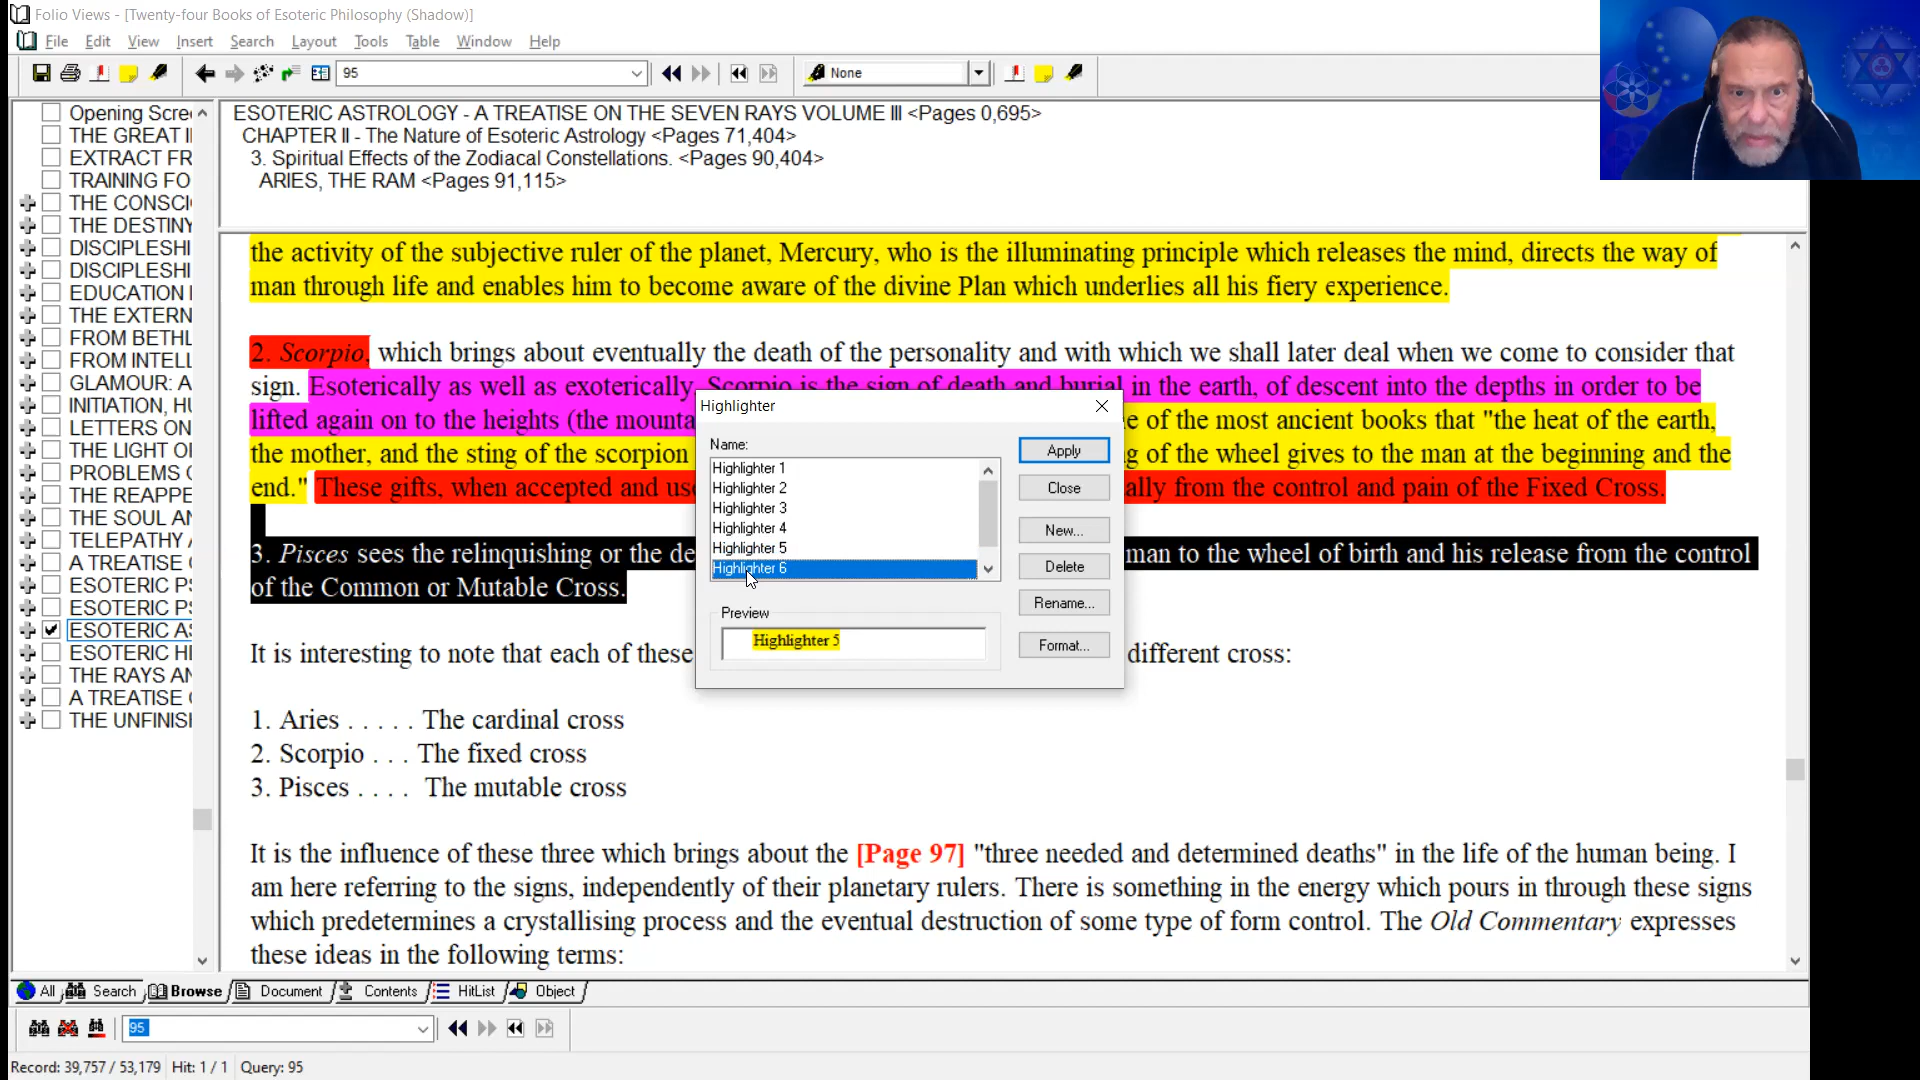 Folio Views - [Twenty-four Books of Esoteric Philosophy (Shadow)]
File Edit View Insert Search Layout Tools Table Window Help
95
None
Opening Scre
THE GREAT I
EXTRACT FR
TRAINING FO
THE CONSCI
THE DESTINY
DISCIPLESHI
DISCIPLESHI
EDUCATION
THE EXTERN
FROM BETHL
FROM INTELL
GLAMOUR: A
INITIATION, HU
LETTERS ON
THE LIGHT OF
PROBLEMS
THE REAPPE
THE SOUL AN
TELEPATHY
A TREATISE
ESOTERIC PS
ESOTERIC PS
ESOTERIC AS
ESOTERIC HE
THE RAYS AN
A TREATISE
THE UNFINISH
ESOTERIC ASTROLOGY - A TREATISE ON THE SEVEN RAYS VOLUME III <Pages 0,695>
CHAPTER II - The Nature of Esoteric Astrology <Pages 71,404>
3. Spiritual Effects of the Zodiacal Constellations. <Pages 90,404>
ARIES, THE RAM <Pages 91,115>
the activity of the subjective ruler of the planet, Mercury, who is the illuminating principle which releases the mind, directs the way of
man through life and enables him to become aware of the divine Plan which underlies all his fiery experience.
2. Scorpio, which brings about eventually the death of the personality and with which we shall later deal when we come to consider that
sign. Esoterically as well as exoterically, Scorpio is the sign of death and burial in the earth, of descent into the depths in order to be
lifted again on to the heights (the mounta e of the most ancient books that "the heat of the earth,
the mother, and the sting of the scorpion g of the wheel gives to the man at the beginning and the
end." These gifts, when accepted and use ally from the control and pain of the Fixed Cross.
3. Pisces sees the relinquishing or the de man to the wheel of birth and his release from the control
of the Common or Mutable Cross.
It is interesting to note that each of these different cross:
1. Aries . . . . . The cardinal cross
2. Scorpio . . . The fixed cross
3. Pisces . . . . The mutable cross
It is the influence of these three which brings about the [Page 97] "three needed and determined deaths" in the life of the human being. I
am here referring to the signs, independently of their planetary rulers. There is something in the energy which pours in through these signs
which predetermines a crystallising process and the eventual destruction of some type of form control. The Old Commentary expresses
these ideas in the following terms:
Highlighter
Name:
Highlighter 1
Highlighter 2
Highlighter 3
Highlighter 4
Highlighter 5
Highlighter 6
Preview
Highlighter 5
Apply
Close
New...
Delete
Rename...
Format...
All Search Browse Document Contents HitList Object
95
Record: 39,757 / 53,179 Hit: 1 / 1 Query: 95